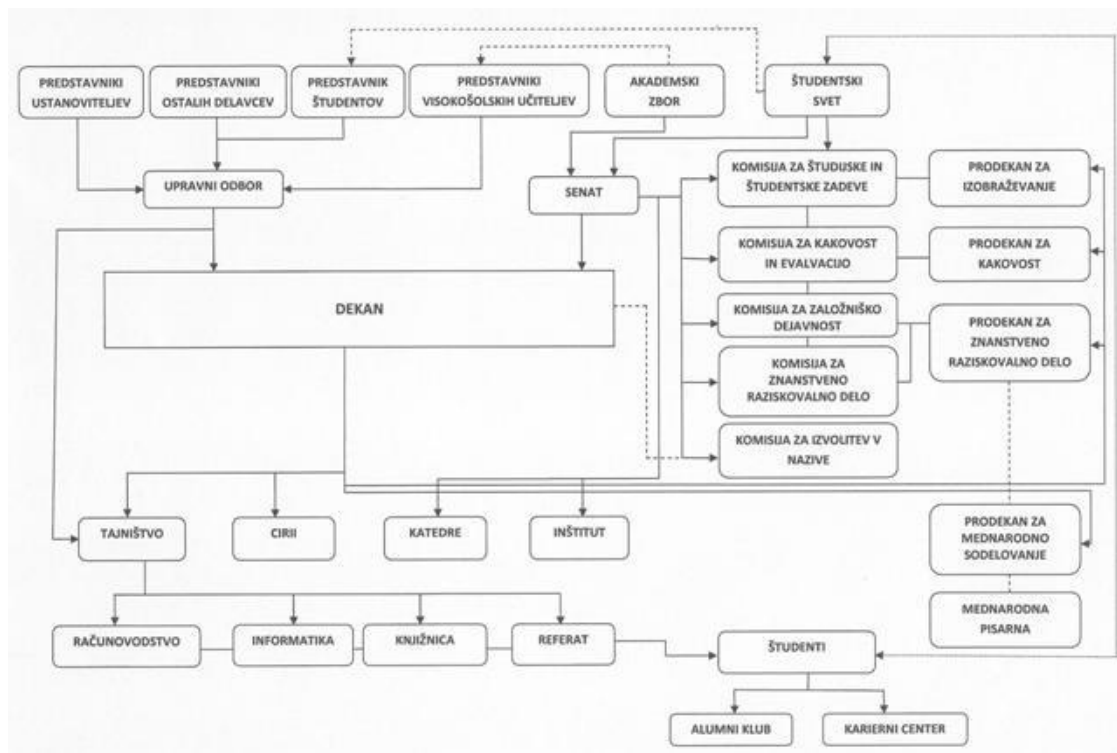 PREDSTAVNIKI
USTANOVITELJEV
PREDSTAVNIKI
OSTALIH DELAVCEV
PREDSTAVNIK
ŠTUDENTOV
PREDSTAVNIKI
VISOKOŠOLSKIH UČITELJEV
AKADEMSKI
ZBOR
ŠTUDENTSKI
SVET
UPRAVNI ODBOR
SENAT
KOMISIJA ZA ŠTUDIJSKE IN
ŠTUDENTSKE ZADEVE
PRODEKAN ZA
IZOBRAŽEVANJE
KOMISIJA ZA KAKOVOST
IN EVALVACIJO
PRODEKAN ZA
KAKOVOST
DEKAN
KOMISIJA ZA ZALOŽNIŠKO
DEJAVNOST
PRODEKAN ZA
ZNANSTVENO
RAZISKOVALNO DELO
KOMISIJA ZA
ZNANSTVENO
RAZISKOVALNO DELO
KOMISIJA ZA IZVOLITEV V
NAZIVE
TAJNIŠTVO
CIRII
KATEDRE
INŠTITUT
PRODEKAN ZA
MEDNARODNO
SODELOVANJE
RAČUNOVODSTVO
INFORMATIKA
KNJIŽNICA
REFERAT
ŠTUDENTI
MEDNARODNA
PISARNA
ALUMNI KLUB
KARIERNI CENTER